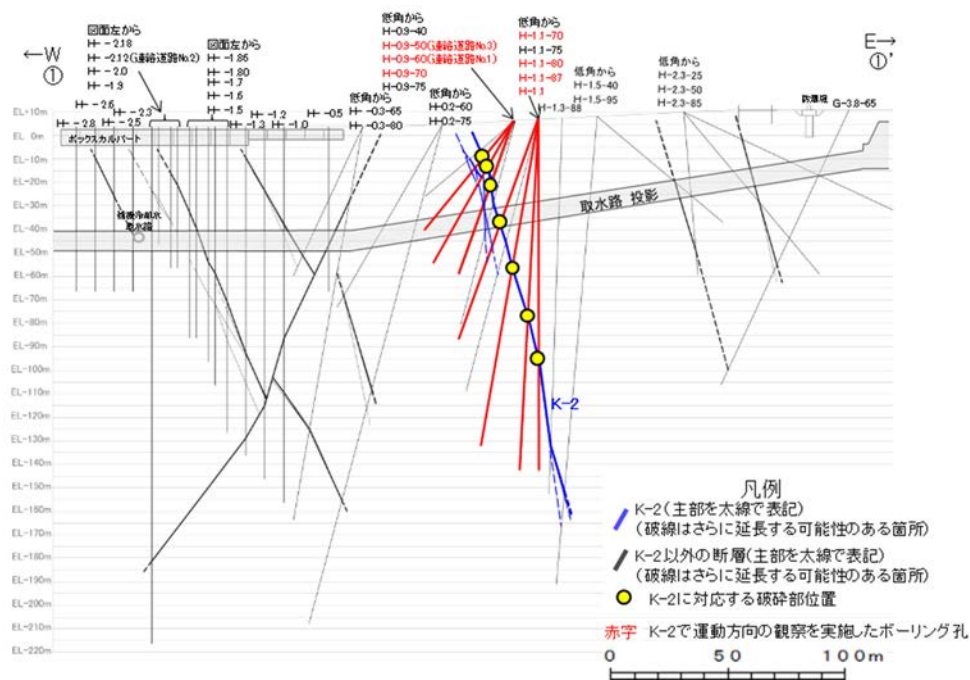 ←W
①
E→
①'
図面左から
H- -2.18
H- -2.12(連絡道路No.2)
H- -2.0
H- -1.9
図面左から
H- -1.86
H- -1.80
H- -1.7
H- -1.6
H- -1.5
低角から
H-0.9-40
H-0.9-50(連絡道路No.3)
H-0.9-60(連絡道路No.1)
H-0.9-70
H-0.9-75
低角から
H-1.1-70
H-1.1-75
H-1.1-80
H-1.1-87
H-1.1
低角から
H-1.5-40
H-1.5-95
低角から
H-2.3-25
H-2.3-50
H-2.3-85
防潮堤
G-3.8-65
H- -2.6
H- -2.3
H- -2.8
H- -2.5
H- -1.3
H- -1.2
H- -1.0
H- -0.5
低角から
H- -0.3-65
H- -0.3-80
低角から
H-0.2-60
H-0.2-75
H-1.3-88
EL+10m
EL 0m
EL-10m
EL-20m
EL-30m
EL-40m
EL-50m
EL-60m
EL-70m
EL-80m
EL-90m
EL-100m
EL-110m
EL-120m
EL-130m
EL-140m
EL-150m
EL-160m
EL-170m
EL-180m
EL-190m
EL-200m
EL-210m
EL-220m
ボックスカルバート
補機冷却水
取水路
取水路 投影
K-2
凡例
K-2(主部を太線で表記)
(破線はさらに延長する可能性のある箇所)
K-2以外の断層(主部を太線で表記)
(破線はさらに延長する可能性のある箇所)
K-2に対応する破砕部位置
赤字 K-2で運動方向の観察を実施したボーリング孔
0 50 100m